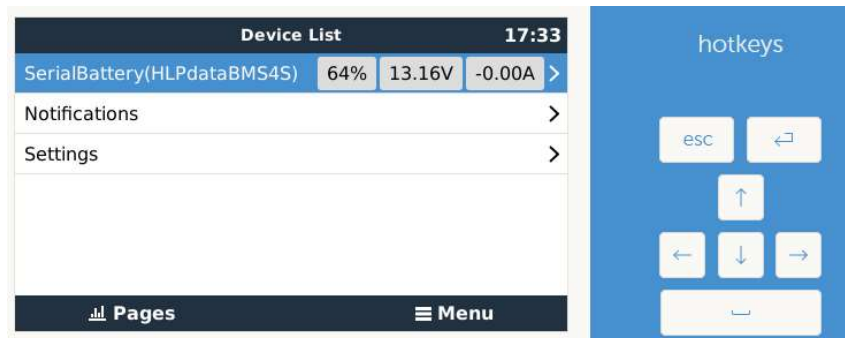 Device List 17:33
SerialBattery(HLPdataBMS4S) 64% 13.16V -0.00A
Notifications
Settings
Pages Menu
hotkeys
esc